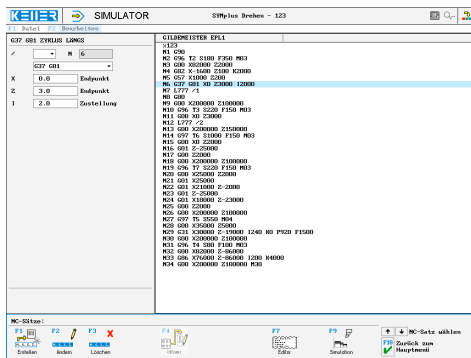 KELLER SIMULATOR SYMplus Drehen - 123
F1 Datei F2 Bearbeiten
G37 G81 ZYKLUS LÄNGS
/ N 6
G37 G81
X 0.0 Endpunkt
Z 3.0 Endpunkt
I 2.0 Zustellung
GILDEMEISTER EPL1
%123
N1 G90
N2 G96 T2 S180 F350 M03
N3 G00 X82000 Z2000
N4 G82 X-1600 Z100 K2000
N5 G57 X1000 Z200
N6 G37 G81 X0 Z3000 I2000
N7 L777 /1
N8 G80
N9 G00 X200000 Z100000
N10 G96 T3 S220 F150 M03
N11 G00 X0 Z3000
N12 L777 /2
N13 G00 X200000 Z150000
N14 G97 T6 S1000 F150 M03
N15 G00 X0 Z2000
N16 G01 Z-25000
N17 G00 Z2000
N18 G00 X200000 Z100000
N19 G96 T7 S220 F150 M03
N20 G00 X25000 Z2000
N21 G01 X25000
N22 G01 X21000 Z-2000
N23 G01 Z-25000
N24 G01 X18000 Z-23000
N25 G00 Z2000
N26 G00 X200000 Z100000
N27 G97 T5 S550 M04
N28 G00 X35000 Z5000
N29 G31 X30000 Z-19000 I240 K0 P920 F1500
N30 G00 X200000 Z100000
N31 G96 T4 S80 F100 M03
N32 G00 X82000 Z-86000
N33 G86 X76000 Z-86000 I200 K4000
N34 G00 X200000 Z100000 M30
NC-Sätze:
F1 F2 F3 F4 F7 F9 NC-Satz wählen
F10 Zurück zum
Hauptmenü
Erstellen Ändern Löschen Öffnen Editor Simulation